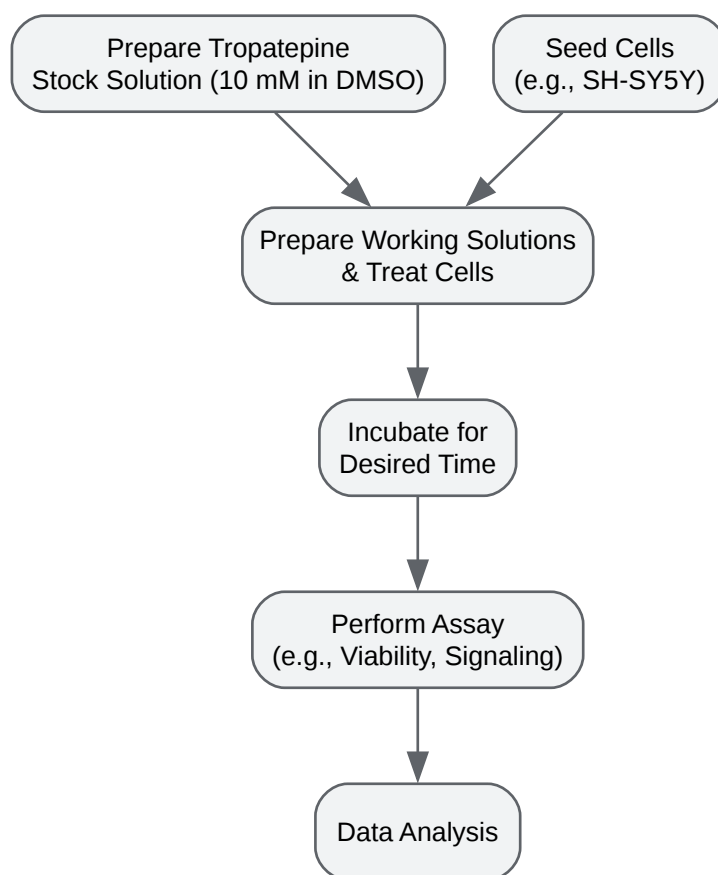 Prepare Tropatepine
Stock Solution (10 mM in DMSO)
Seed Cells
(e.g., SH-SY5Y)
Prepare Working Solutions
& Treat Cells
Incubate for
Desired Time
Perform Assay
(e.g., Viability, Signaling)
Data Analysis